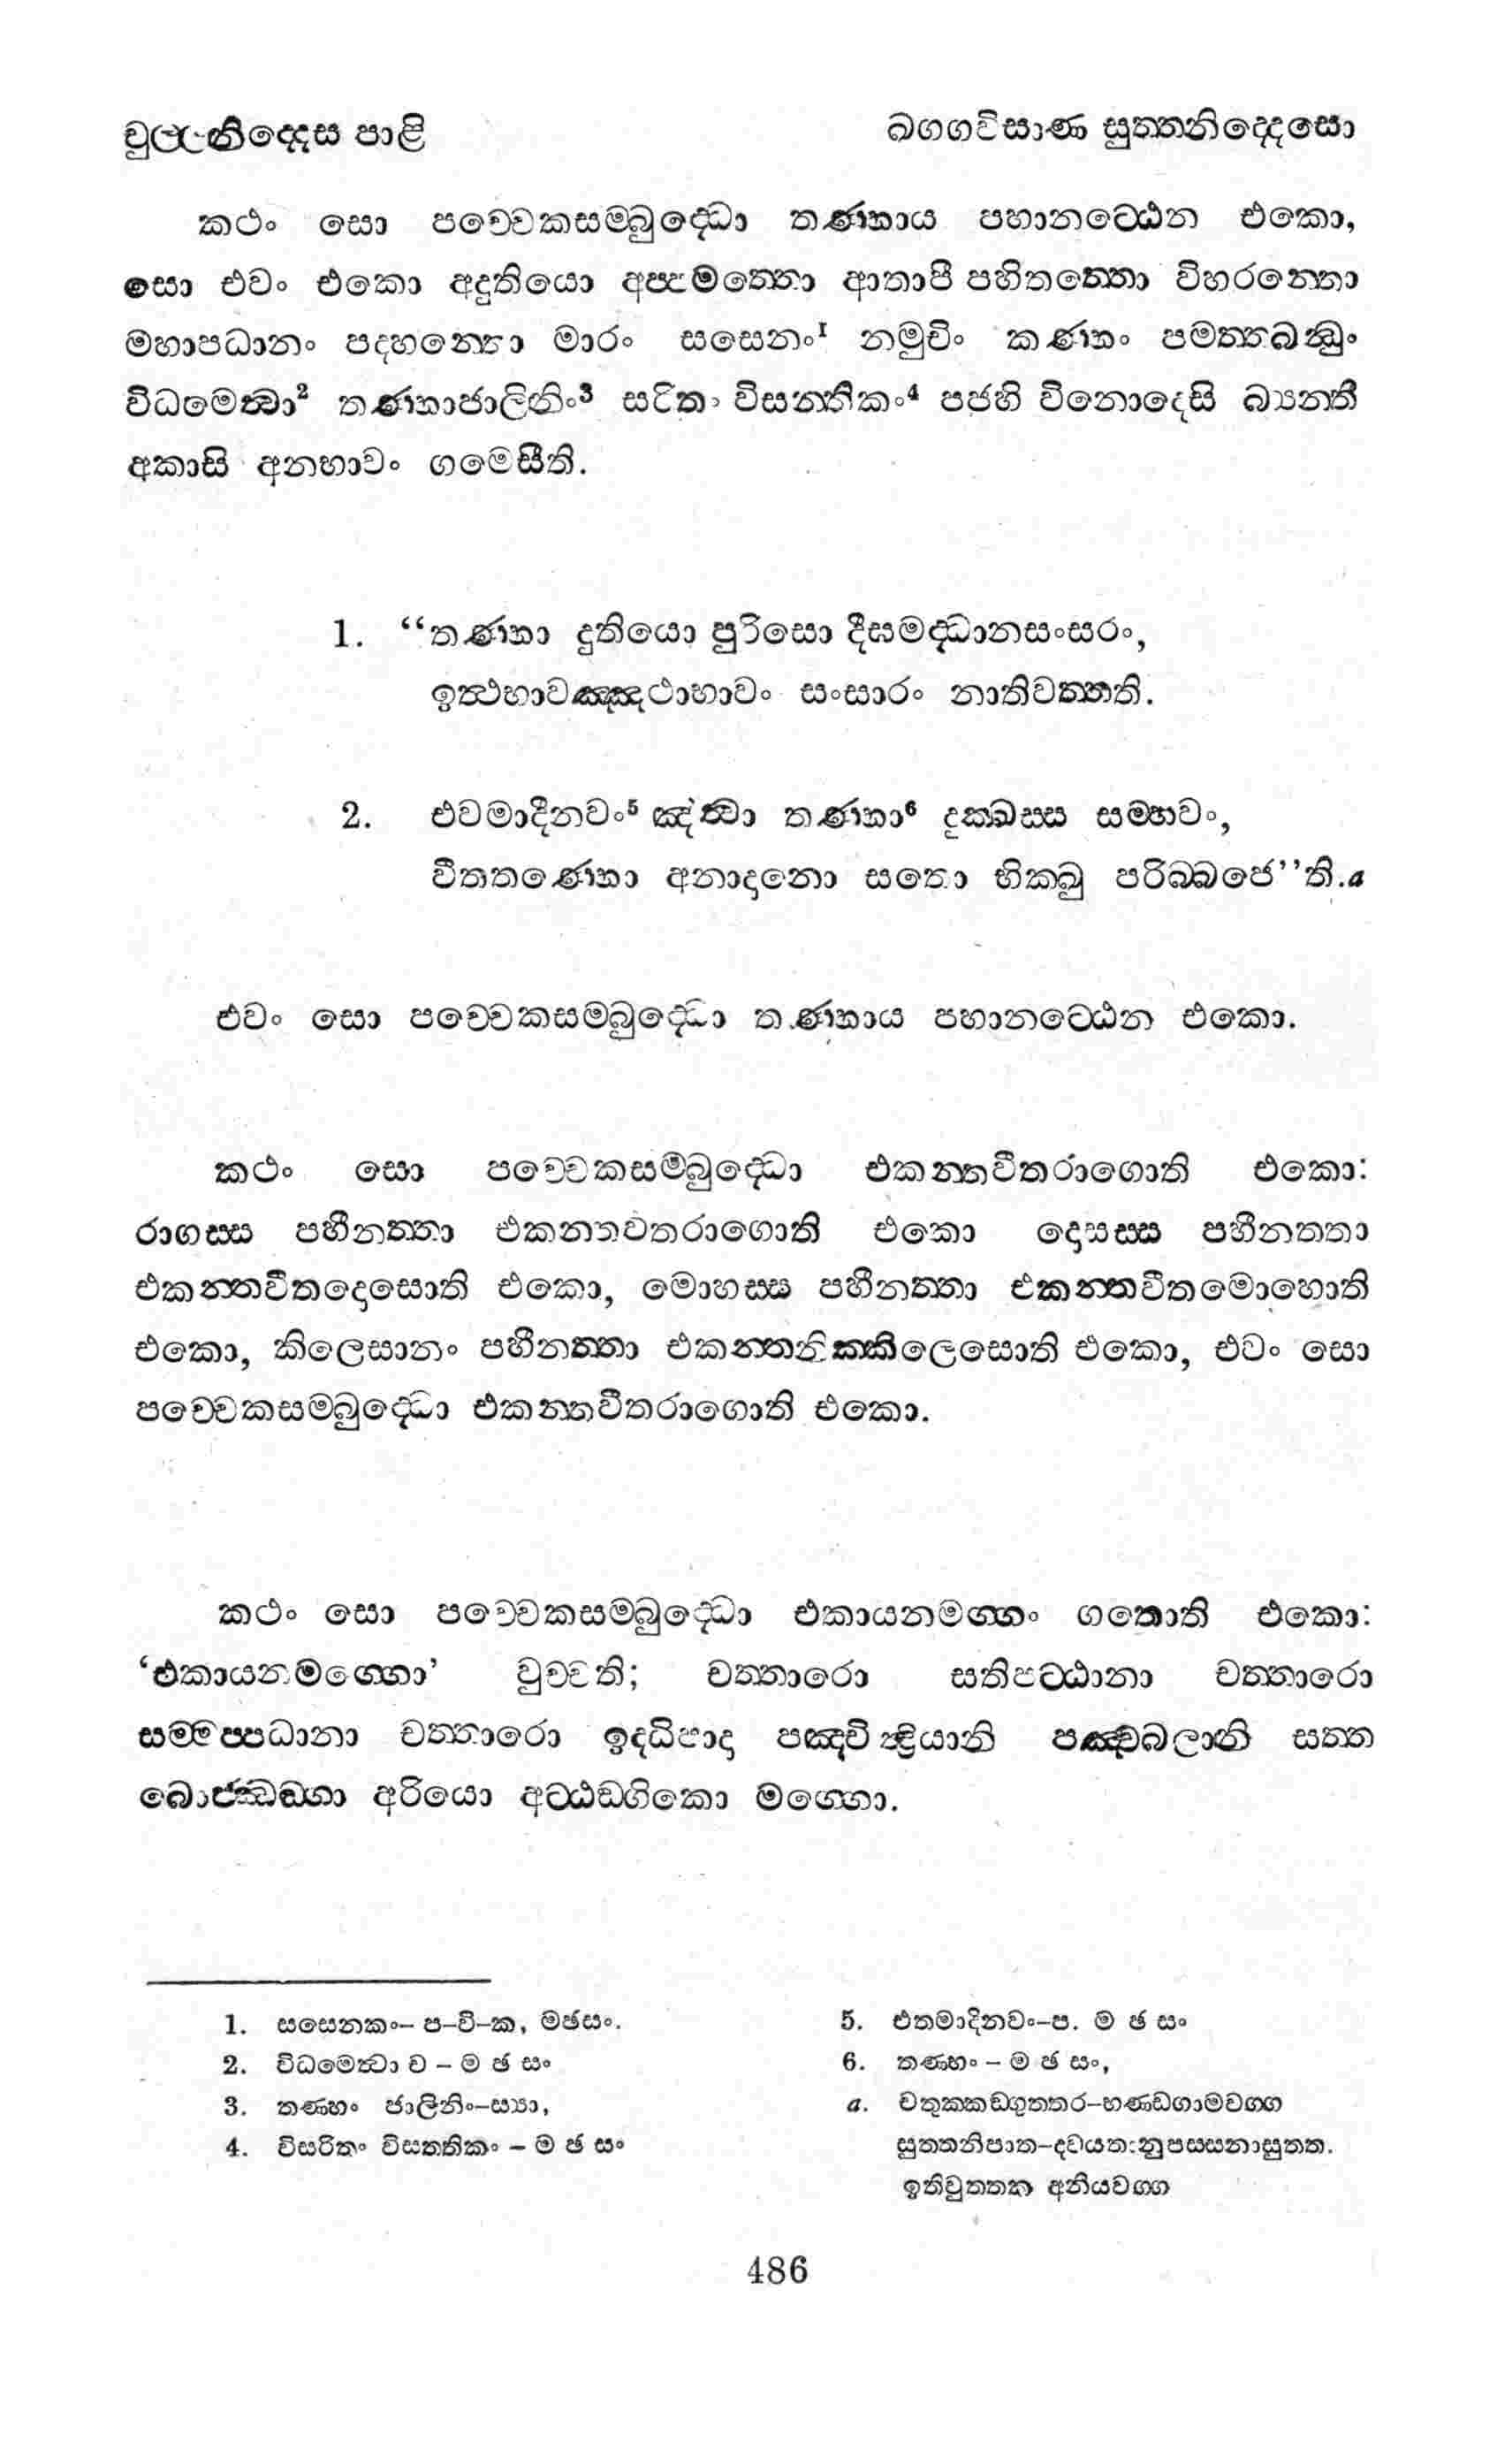 චුල්ලනිද්දෙස පාළි
ඛග්ගවිසාණ සුත්තනිද්දෙසො
කථං සො පච්චෙකසම්බුද්ධො තණ්හාය පහානට්ඨෙන එකො,
සො එවං එකො අදුතියො අප්පමත්තො ආතාපී පහිතත්තො විහරන්තො
මහාපධානං පදහන්තො මාරං සසෙනං¹ නමුචිං කණ්හං පමත්තබන්ධුං
විධමෙත්වා² තණ්හාජාලිනිං³ සරිතං විසත්තිකං⁴ පජහි විනොදෙසි බ්‍යන්තී
අකාසි අනභාවං ගමෙසීති.
1. “තණ්හා දුතියො පුරිසො දීඝමද්ධානසංසරං,
ඉත්ථභාවඤ්ඤථාභාවං සංසාරං නාතිවත්තති.
2. එවමාදීනවං⁵ ඤත්වා තණ්හා⁶ දුක්ඛස්ස සම්භවං,
වීතතණ්හො අනාදානො සතො භික්ඛු පරිබ්බජෙ”ති.a
එවං සො පච්චෙකසම්බුද්ධො තණ්හාය පහානට්ඨෙන එකො.
කථං සො පච්චෙකසම්බුද්ධො එකන්තවීතරාගොති එකො:
රාගස්ස පහීනත්තා එකන්තවීතරාගොති එකො දොසස්ස පහීනත්තා
එකන්තවීතදොසොති එකො, මොහස්ස පහීනත්තා එකන්තවීතමොහොති
එකො, කිලෙසානං පහීනත්තා එකන්තනික්කිලෙසොති එකො, එවං සො
පච්චෙකසම්බුද්ධො එකන්තවීතරාගොති එකො.
කථං සො පච්චෙකසම්බුද්ධො එකායනමග්ගං ගතොති එකො:
‘එකායනමග්ගො’ වුච්චති; චත්තාරො සතිපට්ඨානා චත්තාරො
සම්මප්පධානා චත්තාරො ඉද්ධිපාදා පඤ්චින්ද්‍රියානි පඤ්චබලානි සත්ත
බොජ්ඣඞ්ගා අරියො අට්ඨඞ්ගිකො මග්ගො.
1. සසෙනකං– ප–වි–ක, මඡසං.
2. විධමෙත්වා ච – ම ඡ සං
3. තණ්හං ජාලිනිං–ස්‍යා,
4. විසරිතං විසත්තිකං – ම ඡ සං
5. එතමාදීනවං–ප. ම ඡ සං
6. තණ්හං – ම ඡ සං,
a. චතුක්කඞ්ගුත්තර–භණ්ඩගාමවග්ග
සුත්තනිපාත–ද්වයතානුපස්සනාසුත්ත.
ඉතිවුත්තක අනීයවග්ග
486